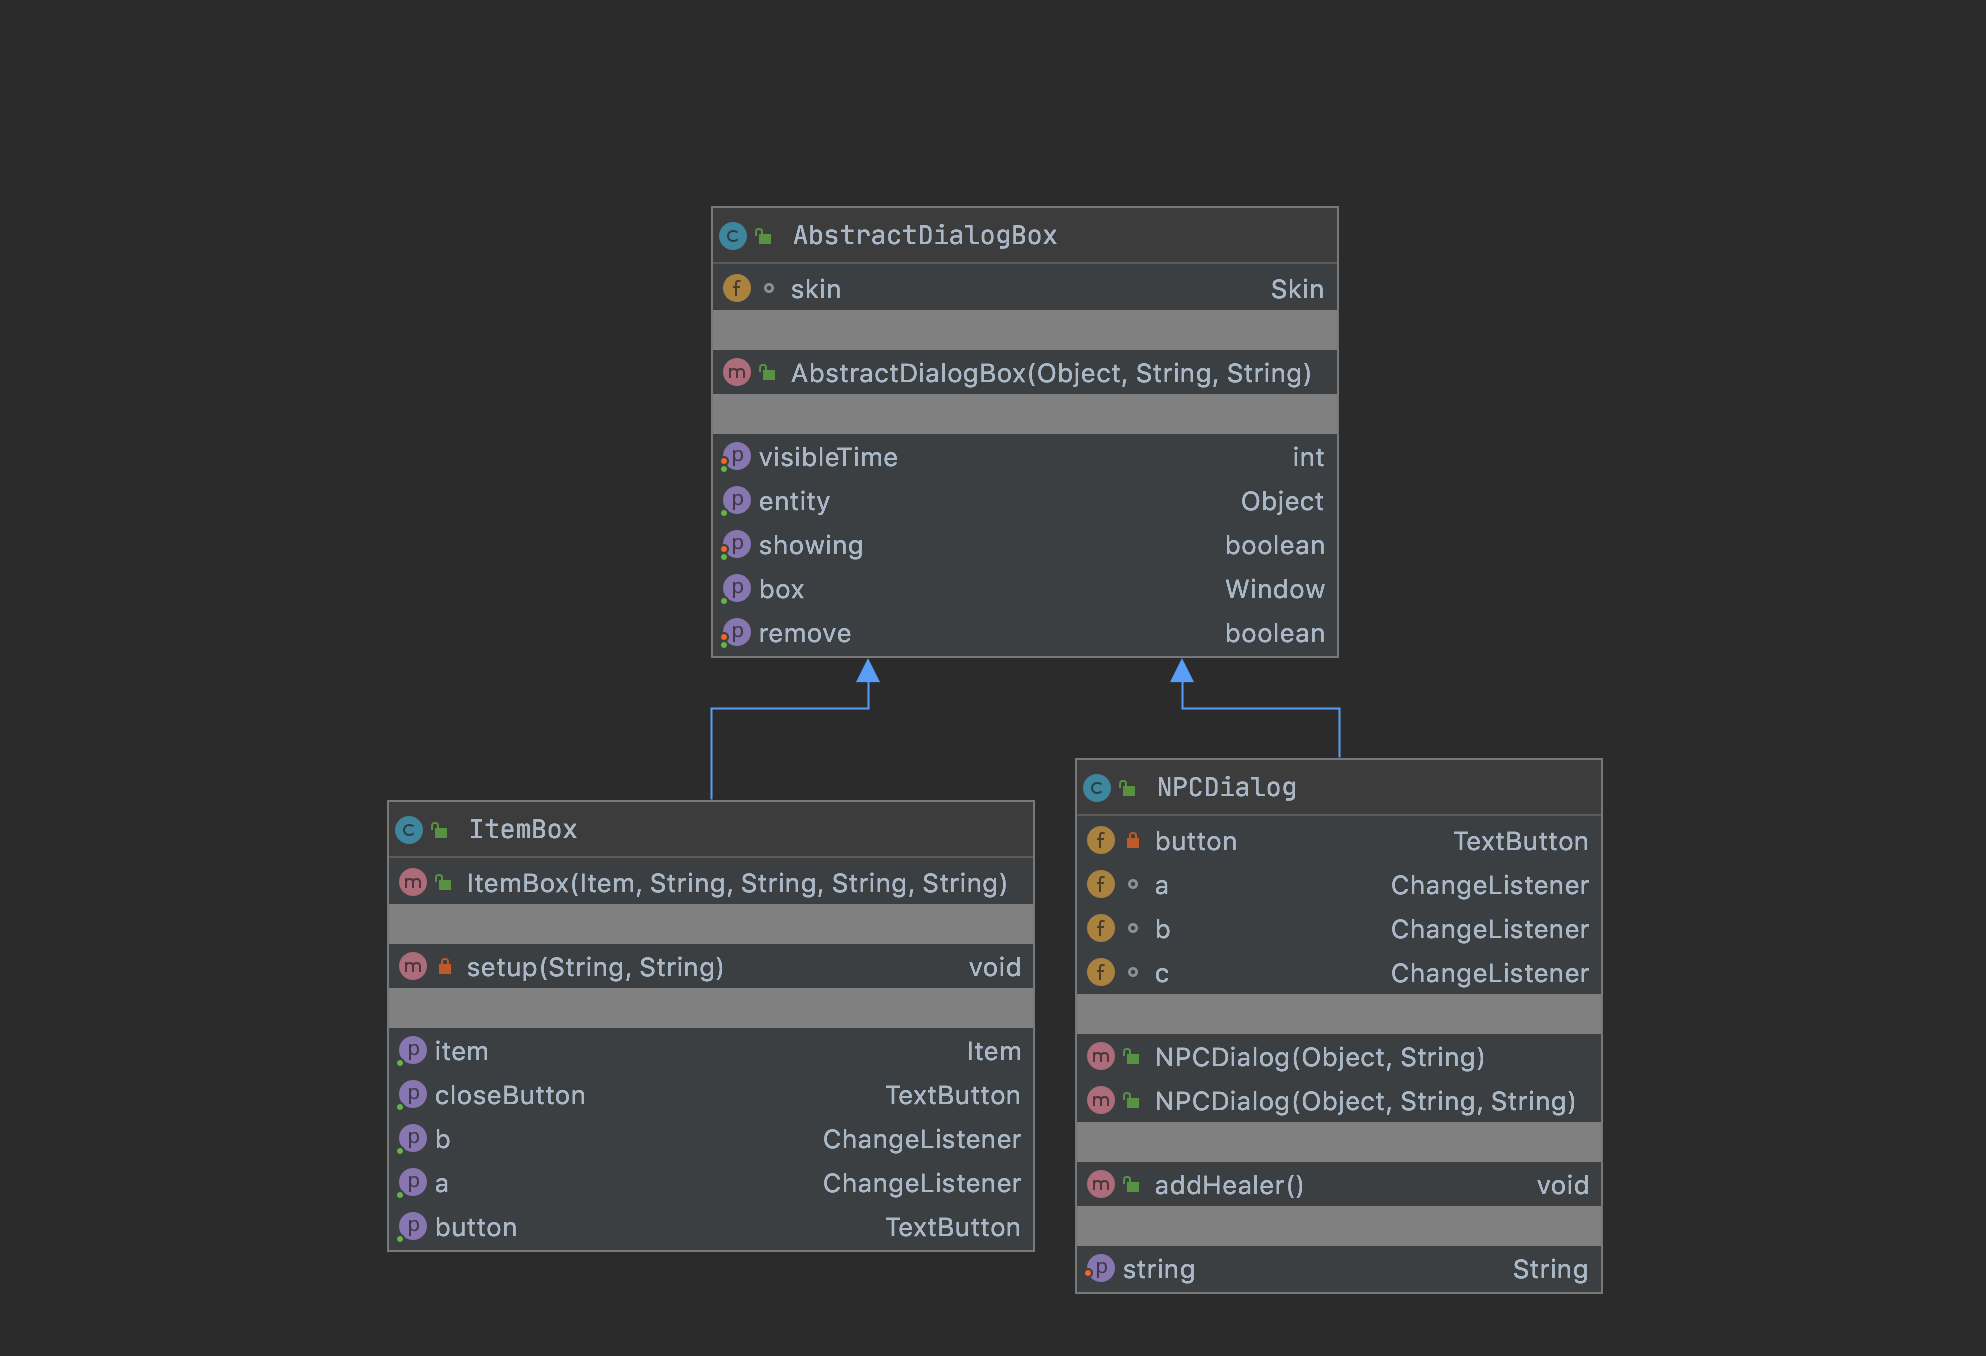 AbstractDialogBox
skin Skin
AbstractDialogBox(Object, String, String)
visibleTime int
entity Object
showing boolean
box Window
remove boolean
ItemBox
ItemBox(Item, String, String, String, String)
setup(String, String) void
item Item
closeButton TextButton
b ChangeListener
a ChangeListener
button TextButton
NPCDialog
button TextButton
a ChangeListener
b ChangeListener
c ChangeListener
NPCDialog(Object, String)
NPCDialog(Object, String, String)
addHealer() void
string String